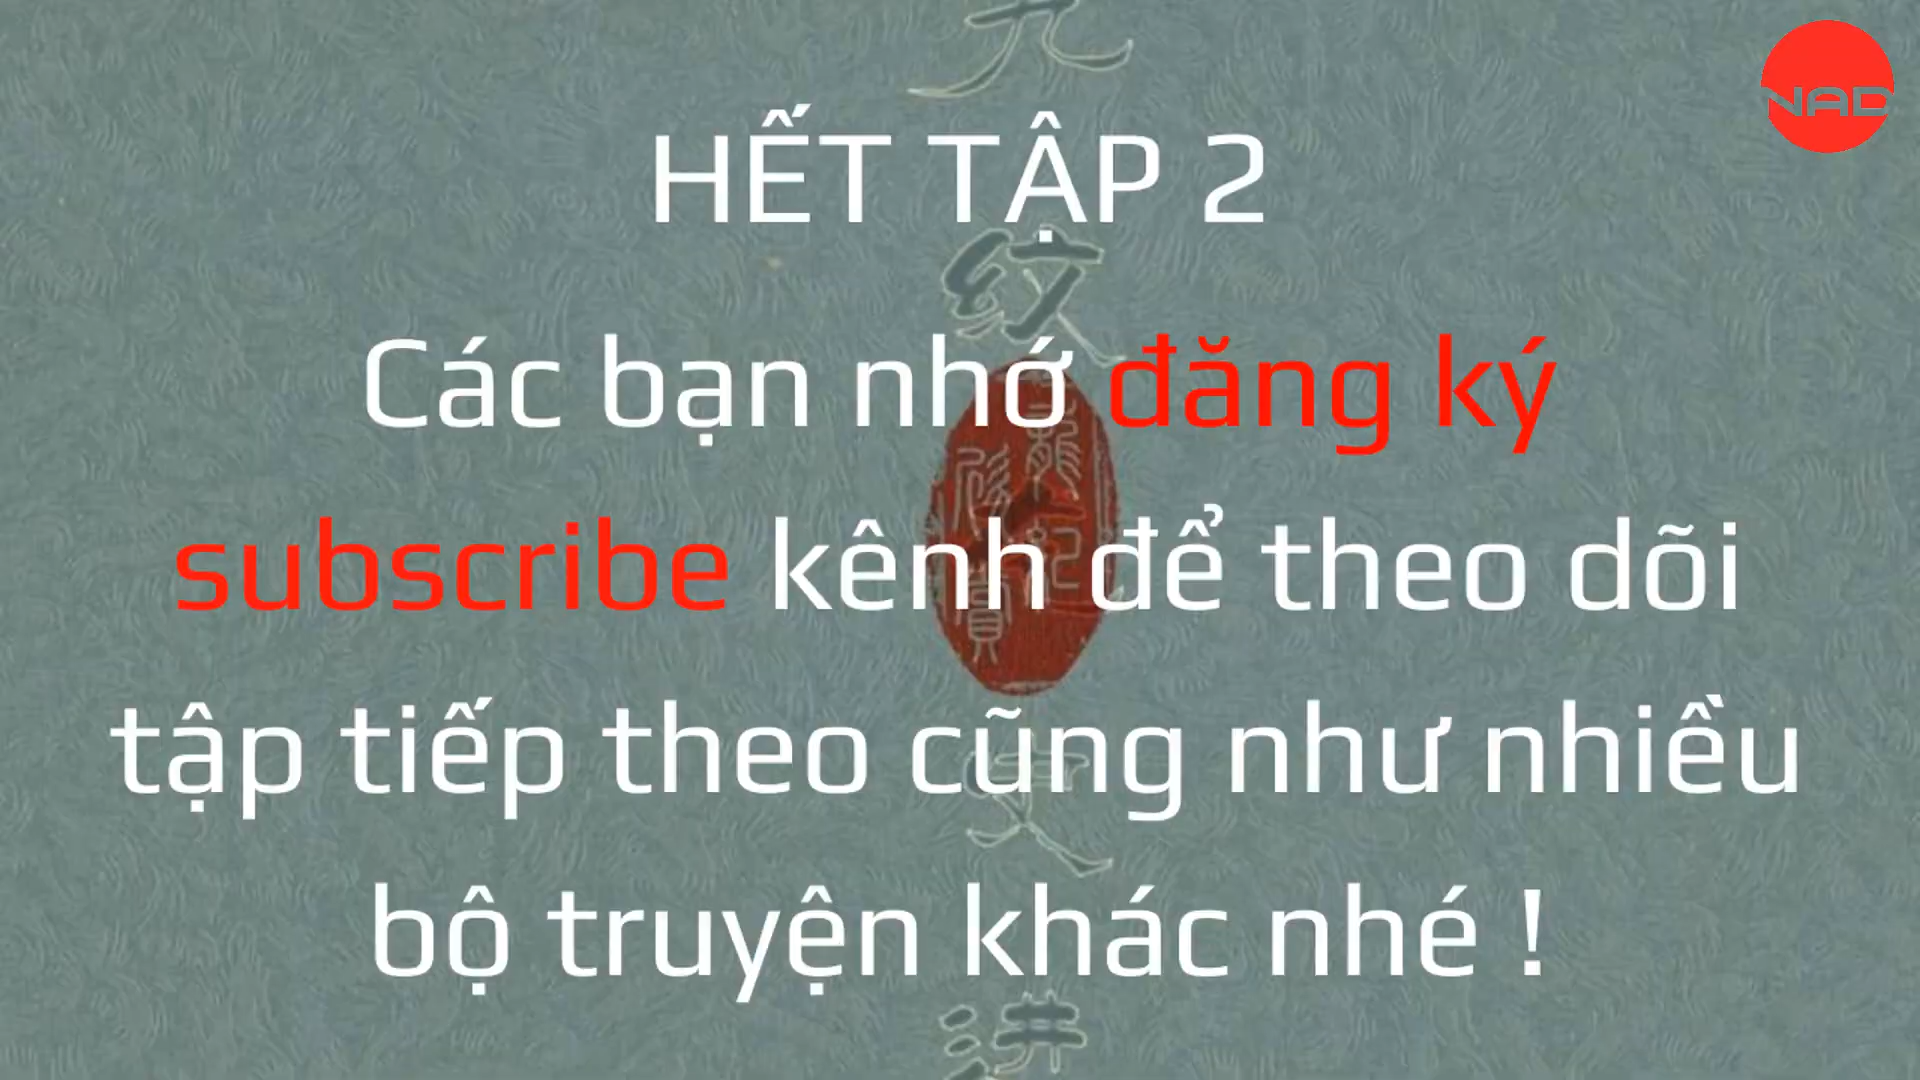 HẾT TẬP 2
Các bạn nhớ đăng ký
subscribe kênh để theo dõi
tập tiếp theo cũng như nhiều
bộ truyện khác nhé !
NAD